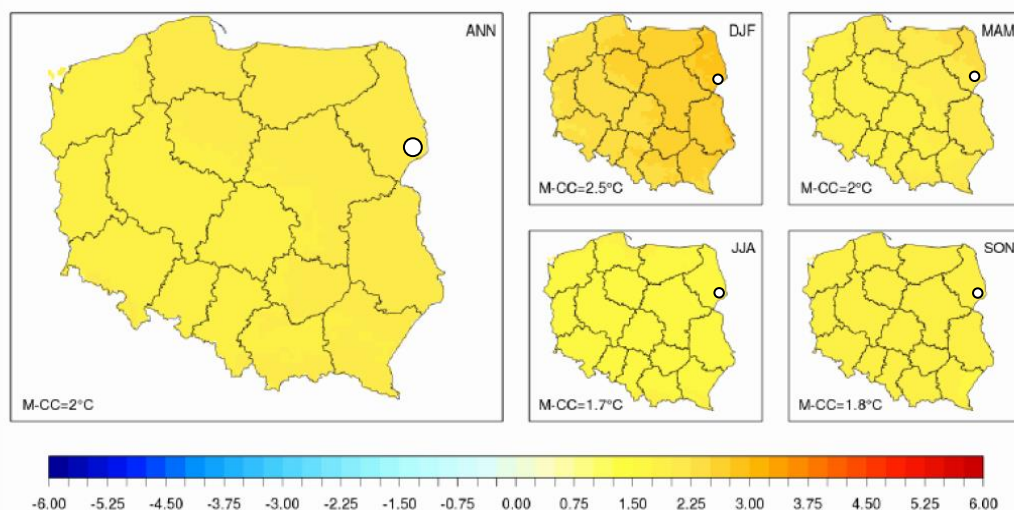 ANN
M-CC=2°C
DJF
M-CC=2.5°C
MAM
M-CC=2°C
JJA
M-CC=1.7°C
SON
M-CC=1.8°C
-6.00 -5.25 -4.50 -3.75 -3.00 -2.25 -1.50 -0.75 0.00 0.75 1.50 2.25 3.00 3.75 4.50 5.25 6.00